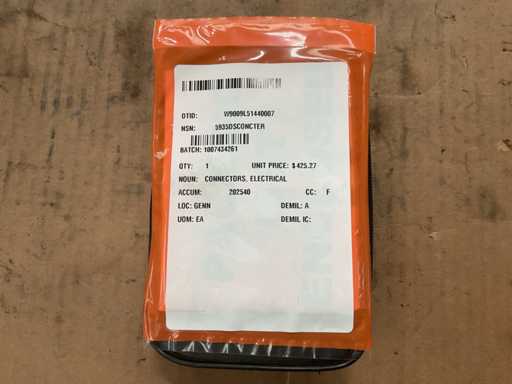 DTID: W9009L51440007
NSN: 5935DSCONCTER
BATCH: 1007434261
QTY: 1 UNIT PRICE: $ 425.27
NOUN: CONNECTORS, ELECTRICAL
ACCUM: 202540 CC: F
LOC: GENN DEMIL: A
UOM: EA DEMIL IC: